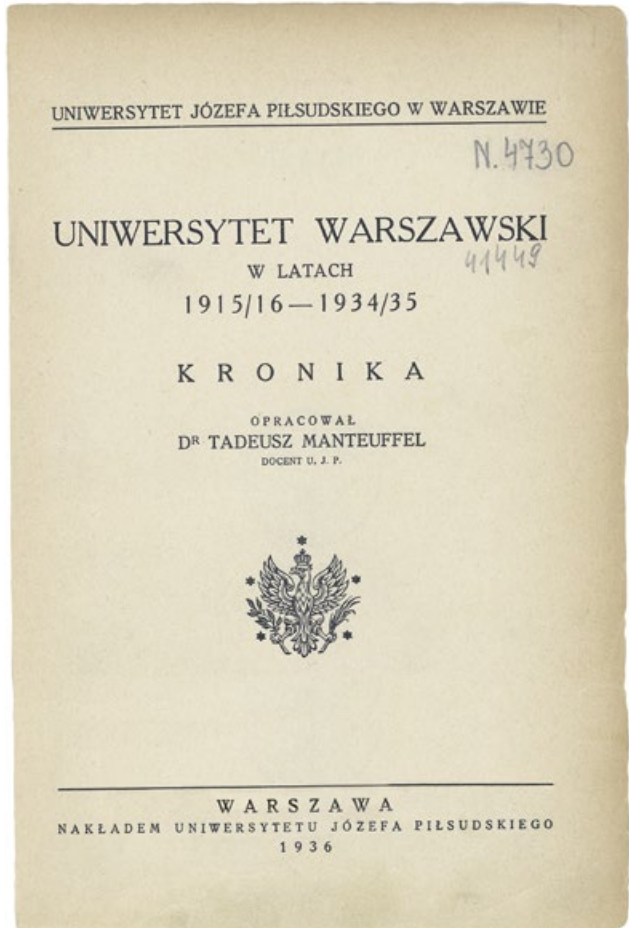 UNIWERSYTET JÓZEFA PIŁSUDSKIEGO W WARSZAWIE
N. 4730
UNIWERSYTET WARSZAWSKI
41449
W LATACH
1915/16 — 1934/35
KRONIKA
OPRACOWAŁ
DR TADEUSZ MANTEUFFEL
DOCENT U. J. P.
WARSZAWA
NAKŁADEM UNIWERSYTETU JÓZEFA PIŁSUDSKIEGO
1936